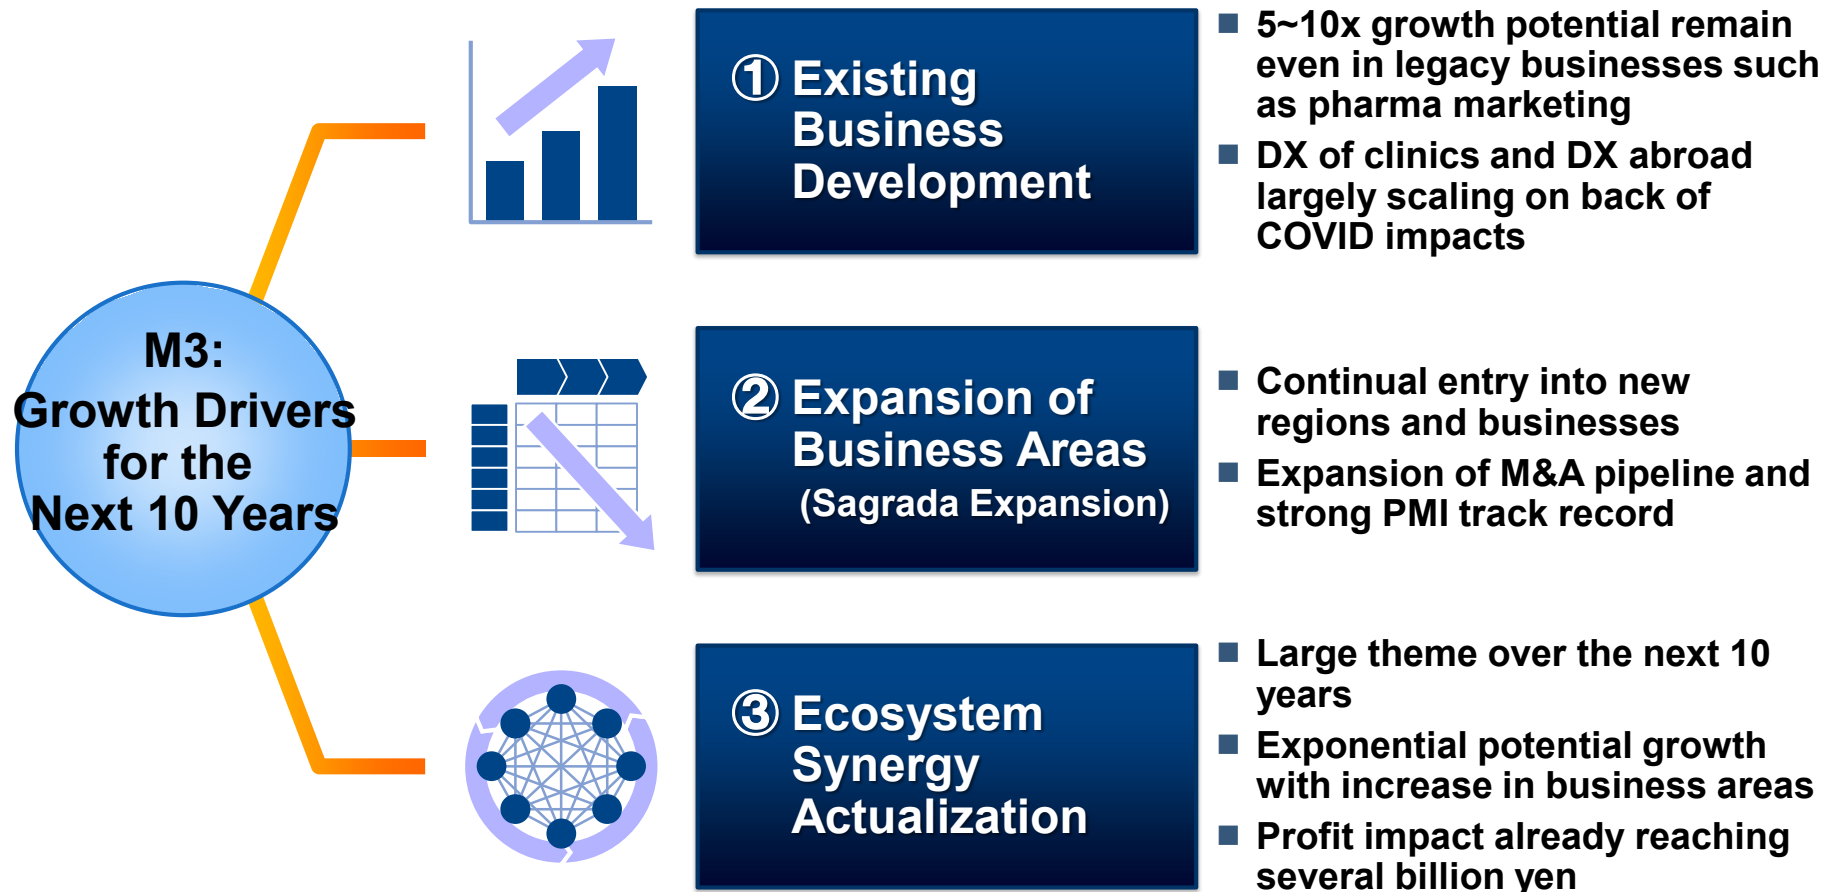 M3:
Growth Drivers
for the
Next 10 Years
① Existing
Business
Development
■ 5~10x growth potential remain
even in legacy businesses such
as pharma marketing
■ DX of clinics and DX abroad
largely scaling on back of
COVID impacts
② Expansion of
Business Areas
(Sagrada Expansion)
■ Continual entry into new
regions and businesses
■ Expansion of M&A pipeline and
strong PMI track record
③ Ecosystem
Synergy
Actualization
■ Large theme over the next 10
years
■ Exponential potential growth
with increase in business areas
■ Profit impact already reaching
several billion yen